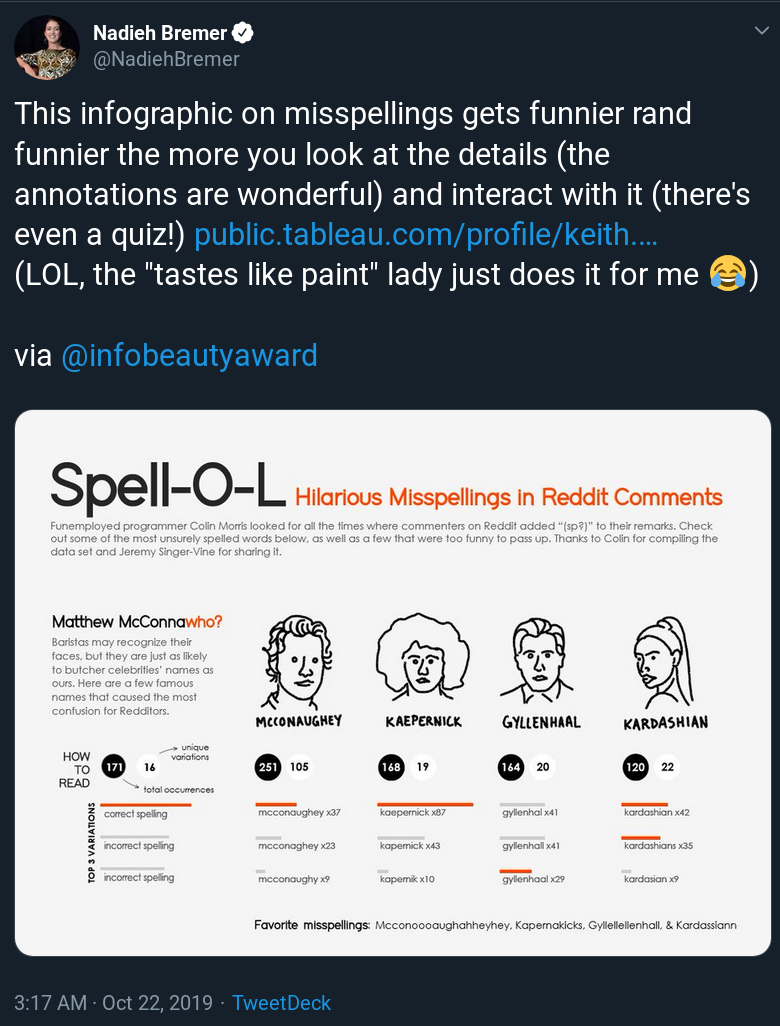 Nadieh Bremer
@NadiehBremer
This infographic on misspellings gets funnier rand
funnier the more you look at the details (the
annotations are wonderful) and interact with it (there's
even a quiz!) public.tableau.com/profile/keith.…
(LOL, the "tastes like paint" lady just does it for me 😂)
via @infobeautyaward
Spell-O-L Hilarious Misspellings in Reddit Comments
Funemployed programmer Colin Morris looked for all the times where commenters on Reddit added “(sp?)” to their remarks. Check
out some of the most unsurely spelled words below, as well as a few that were too funny to pass up. Thanks to Colin for compiling the
data set and Jeremy Singer-Vine for sharing it.
Matthew McConnawho?
Baristas may recognize their
faces, but they are just as likely
to butcher celebrities’ names as
ours. Here are a few famous
names that caused the most
confusion for Redditors.
MCCONAUGHEY KAEPERNICK GYLLENHAAL KARDASHIAN
HOW
TO
READ
171 16
unique
variations
total occurrences
251 105 168 19 164 20 120 22
TOP 3 VARIATIONS
correct spelling mcconaughey x37 kaepernick x87 gyllenhal x41 kardashian x42
incorrect spelling mcconaghey x23 kapernick x43 gyllenhall x41 kardashians x35
incorrect spelling mcconaughy x9 kapernik x10 gyllenhaal x29 kardasian x9
Favorite misspellings: Mcconoooaughahheyhey, Kapernakicks, Gyllellellenhall, & Kardassiann
3:17 AM · Oct 22, 2019 · TweetDeck